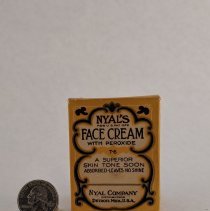 NYAL'S
FACE CREAM
WITH PEROXIDE
A SUPERIOR
SKIN TONE SOON
ABSORBED-LEAVES NO SHINE
NYAL COMPANY
DETROIT MICH., U.S.A.